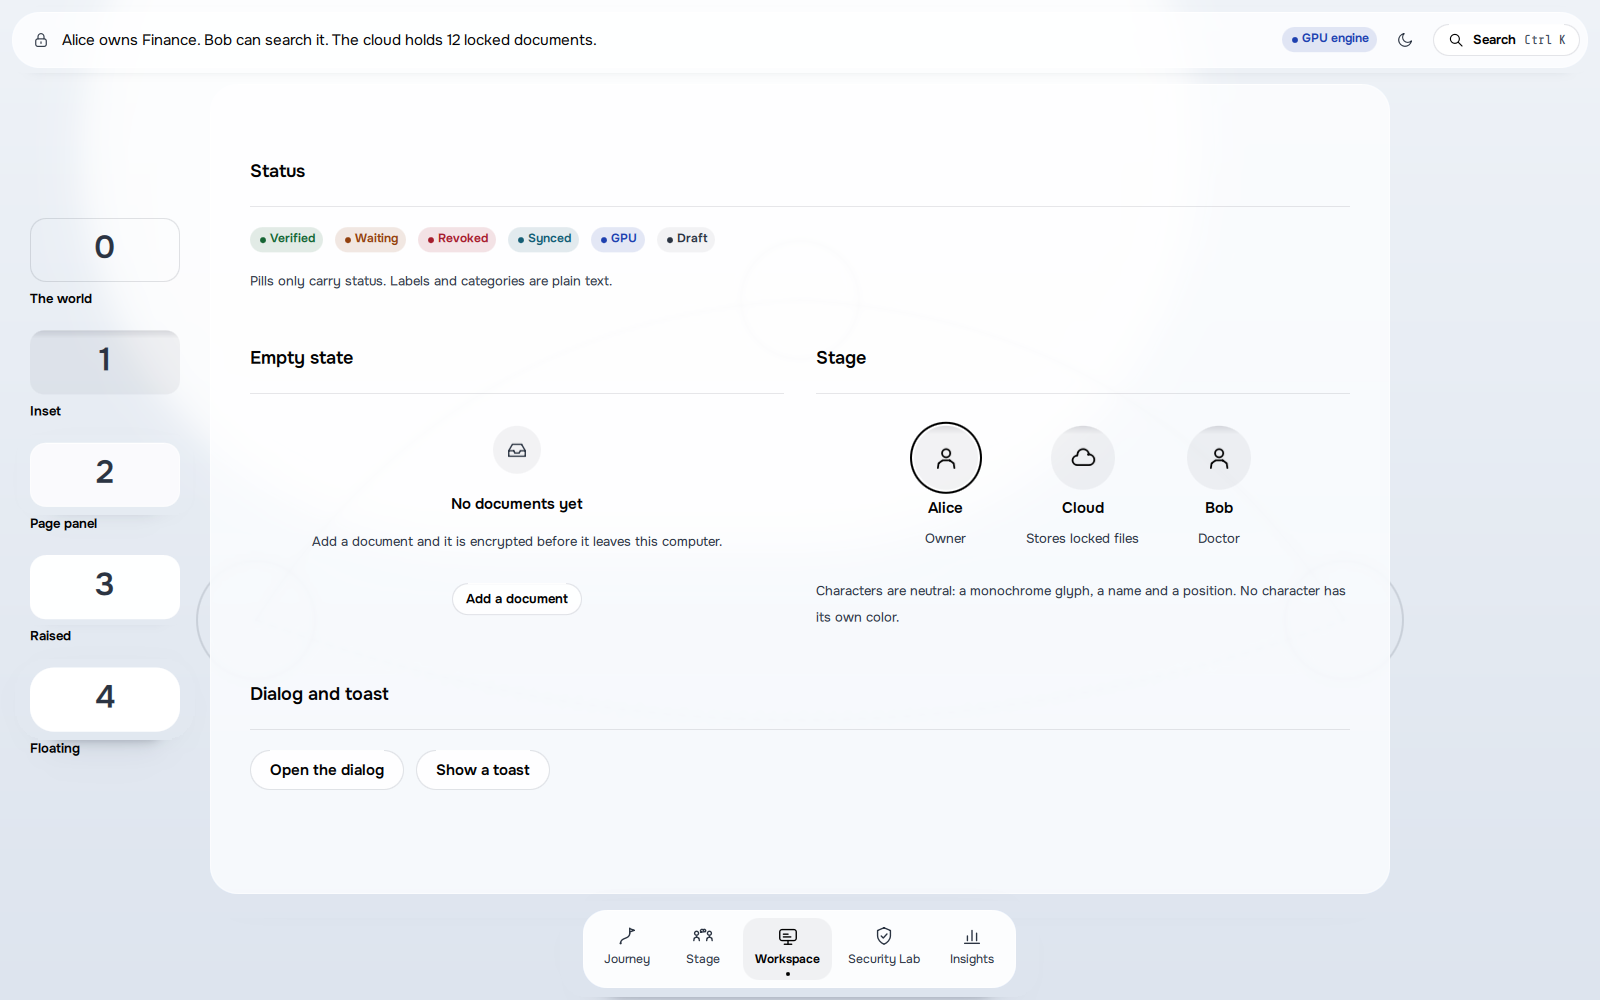 Alice owns Finance. Bob can search it. The cloud holds 12 locked documents.
GPU engine
Search Ctrl K
0
The world
1
Inset
2
Page panel
3
Raised
4
Floating
Status
Verified
Waiting
Revoked
Synced
GPU
Draft
Pills only carry status. Labels and categories are plain text.
Empty state
No documents yet
Add a document and it is encrypted before it leaves this computer.
Add a document
Stage
Alice
Owner
Cloud
Stores locked files
Bob
Doctor
Characters are neutral: a monochrome glyph, a name and a position. No character has
its own color.
Dialog and toast
Open the dialog
Show a toast
Journey
Stage
Workspace
Security Lab
Insights